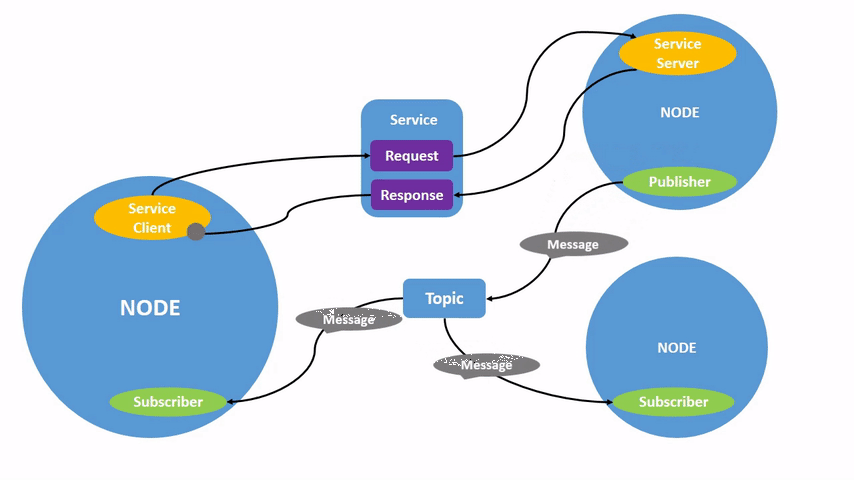 Service
Server
NODE
Publisher
Service
Request
Response
Service
Client
NODE
Subscriber
Message
Topic
Message
Message
NODE
Subscriber